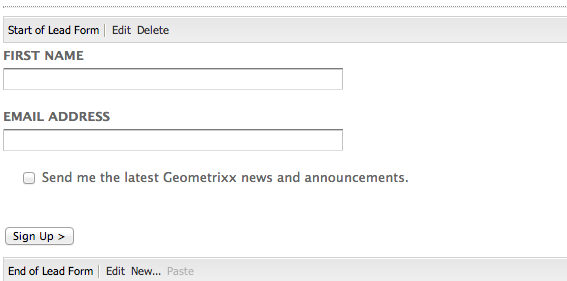 Start of Lead Form Edit Delete
FIRST NAME
EMAIL ADDRESS
Send me the latest Geometrixx news and announcements.
Sign Up >
End of Lead Form Edit New... Paste